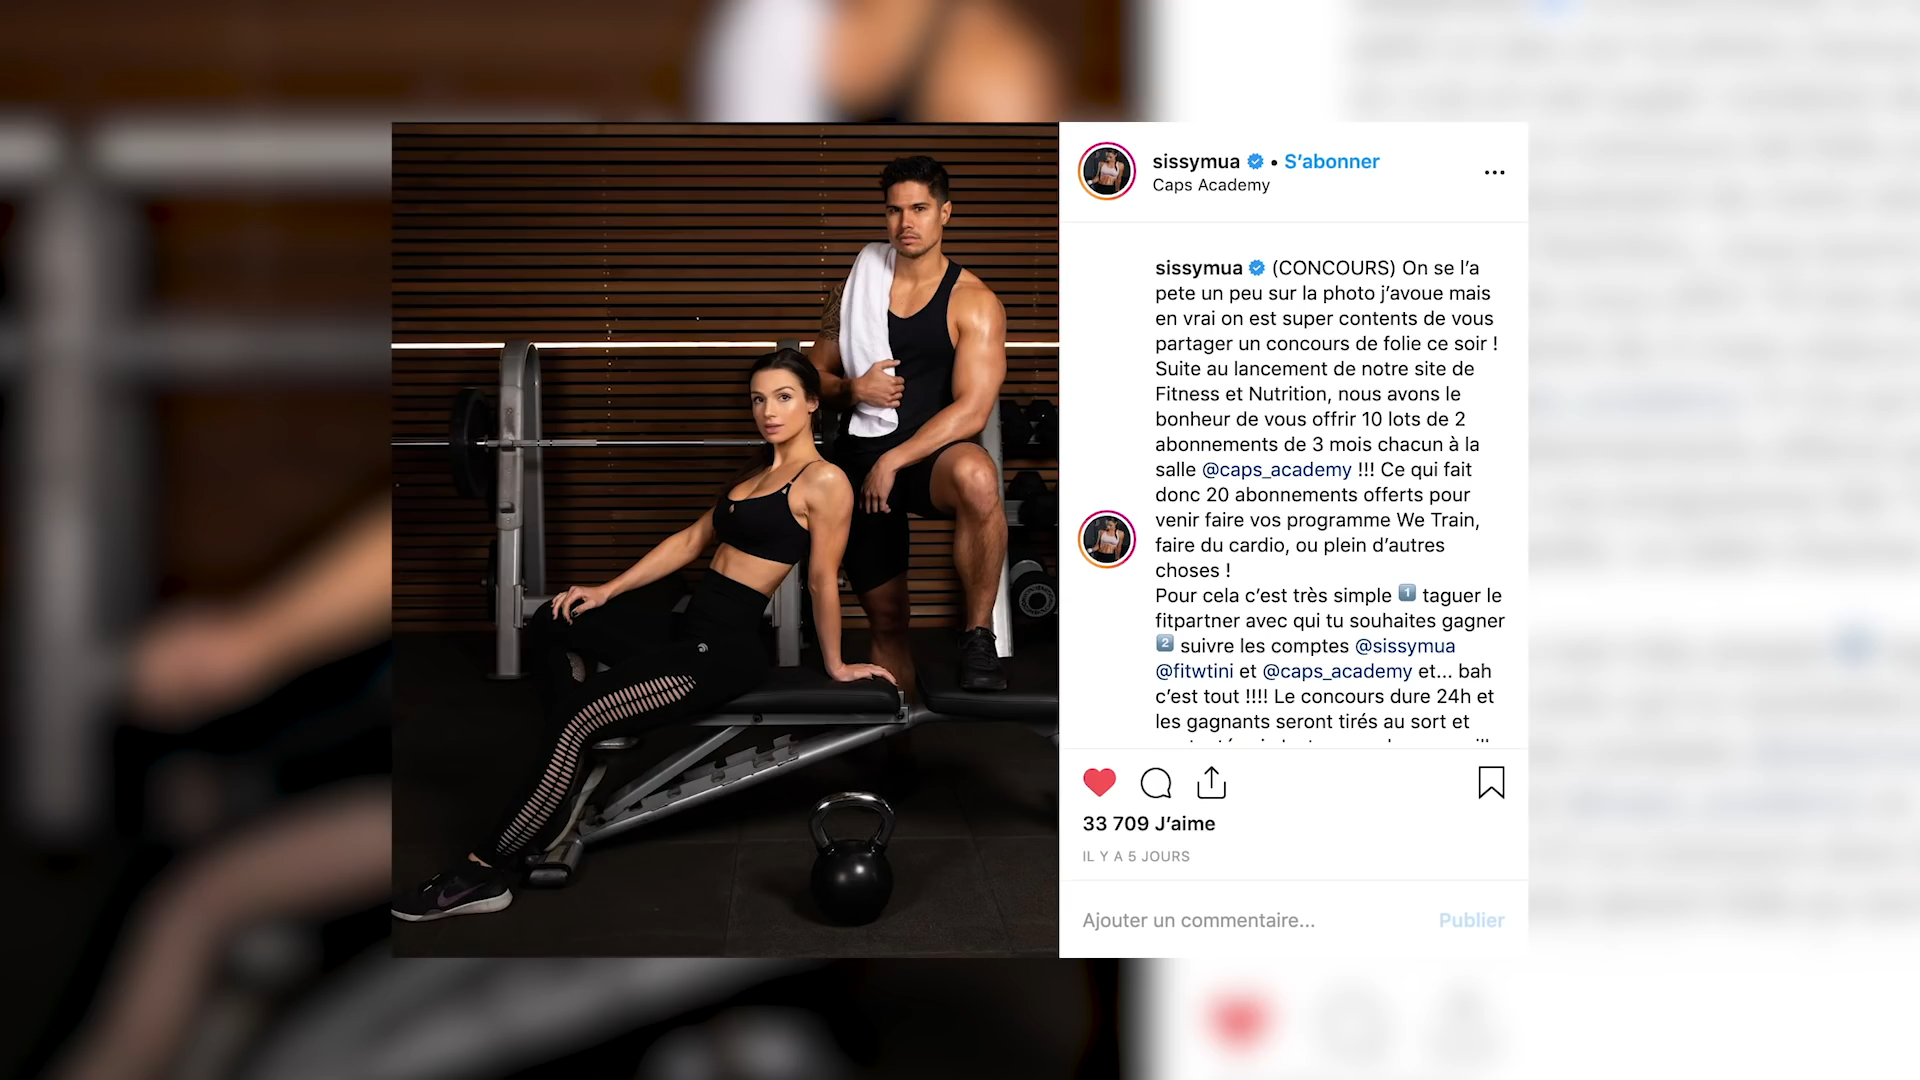 sissymua • S’abonner
Caps Academy
sissymua (CONCOURS) On se l’a
pete un peu sur la photo j’avoue mais
en vrai on est super contents de vous
partager un concours de folie ce soir !
Suite au lancement de notre site de
Fitness et Nutrition, nous avons le
bonheur de vous offrir 10 lots de 2
abonnements de 3 mois chacun à la
salle @caps_academy !!! Ce qui fait
donc 20 abonnements offerts pour
venir faire vos programme We Train,
faire du cardio, ou plein d’autres
choses !
Pour cela c’est très simple 1️⃣ taguer le
fitpartner avec qui tu souhaites gagner
2️⃣ suivre les comptes @sissymua
@fitwtini et @caps_academy et... bah
c’est tout !!!! Le concours dure 24h et
les gagnants seront tirés au sort et
33 709 J’aime
IL Y A 5 JOURS
Ajouter un commentaire... Publier